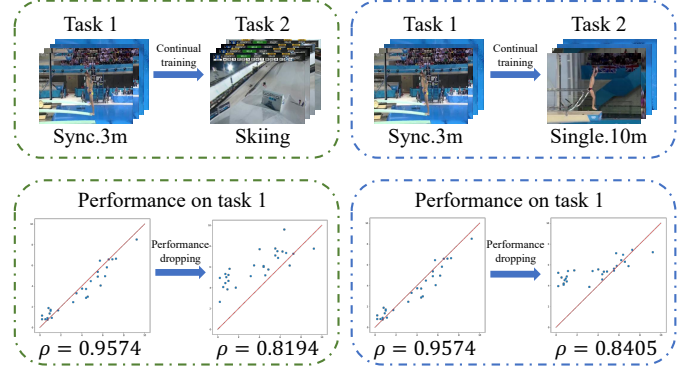 Task 1
Task 2
Continual
training
Sync.3m
Skiing
Task 1
Task 2
Continual
training
Sync.3m
Single.10m
Performance on task 1
Performance
dropping
ρ = 0.9574
ρ = 0.8194
Performance on task 1
Performance
dropping
ρ = 0.9574
ρ = 0.8405